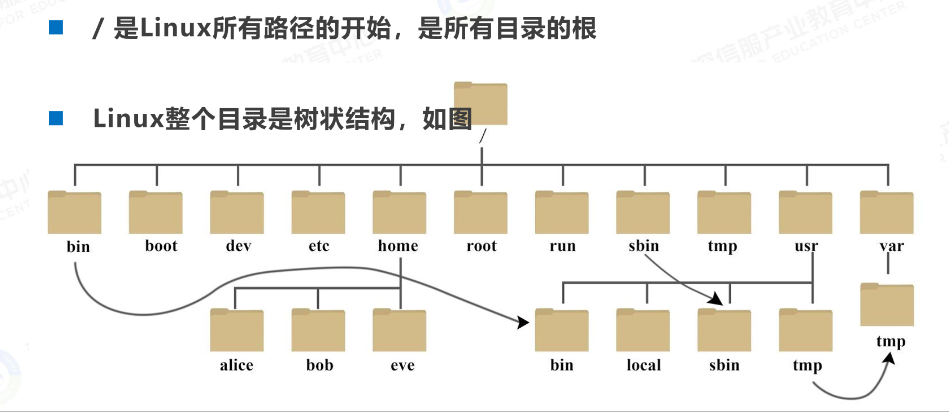 / 是Linux所有路径的开始，是所有目录的根
Linux整个目录是树状结构，如图
/
bin boot dev etc home root run sbin tmp usr var
alice bob eve bin local sbin tmp tmp